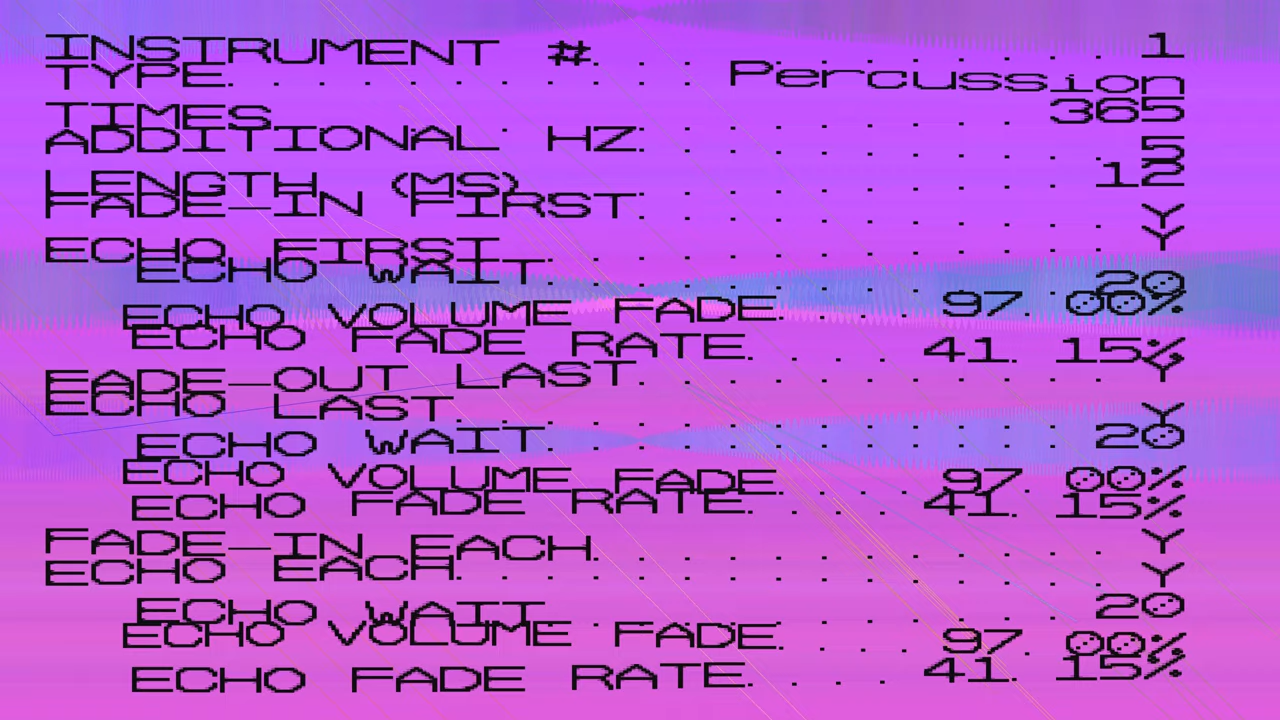 INSTRUMENT #. . . . . . . . . . . . 1
TYPE. . . . . . . . . . . Percussion
TIMES. . . . . . . . . . . . . . . . . 365
ADDITIONAL HZ. . . . . . . . . . . 5
LENGTH (MS). . . . . . . . . . . . 12
FADE-IN FIRST. . . . . . . . . . . Y
ECHO FIRST. . . . . . . . . . . . . . Y
ECHO WAIT. . . . . . . . . . . . . 20
ECHO VOLUME FADE. . . . 97.00%
ECHO FADE RATE. . . . 41.15%
FADE-OUT LAST. . . . . . . . . . . Y
ECHO LAST. . . . . . . . . . . . . . . Y
ECHO WAIT. . . . . . . . . . . . . 20
ECHO VOLUME FADE. . . . 97.00%
ECHO FADE RATE. . . . 41.15%
FADE-IN EACH. . . . . . . . . . . . Y
ECHO EACH. . . . . . . . . . . . . . . Y
ECHO WAIT. . . . . . . . . . . . . 20
ECHO VOLUME FADE. . . . 97.00%
ECHO FADE RATE. . . . 41.15%